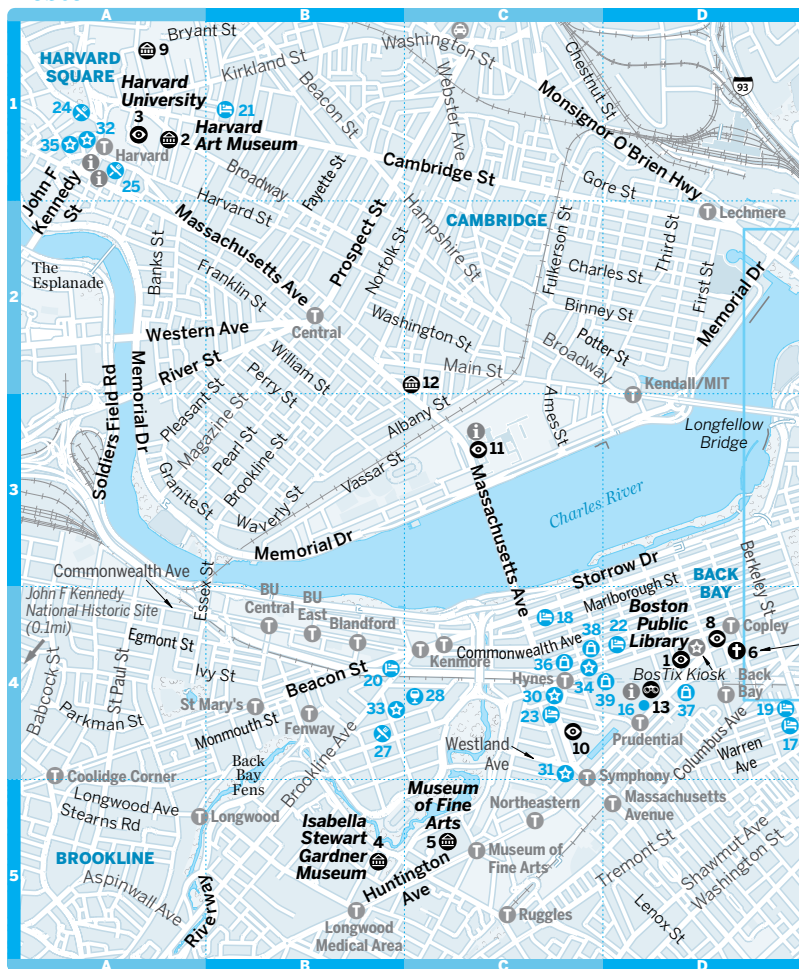 A
B
C
D
Bryant St
9
HARVARD
SQUARE
Harvard
University
24
3
32
35
2
Harvard
25
Kirkland St
Beacon St
21
Harvard
Art Museum
Broadway
Fayette St
Harvard St
Washington St
Webster Ave
Chestnut St
93
Monsignor O'Brien Hwy
Cambridge St
Gore St
Lechmere
1
1
John F
Kennedy
St
Massachusetts Ave
Prospect St
Norfolk St
Hampshire St
CAMBRIDGE
Fulkerson St
Charles St
Third St
First St
Memorial Dr
Binney St
Potter St
Broadway
The
Esplanade
Banks St
Franklin St
Central
Washington St
Main St
Kendall/MIT
Western Ave
River St
2
2
Memorial Dr
Soldiers Field Rd
William St
Perry St
Pleasant St
Magazine St
Pearl St
Brookline St
Granite St
Waverly St
12
Albany St
Vassar St
11
Ames St
Longfellow
Bridge
Massachusetts Ave
Charles River
Memorial Dr
Storrow Dr
3
3
Commonwealth Ave
John F Kennedy
National Historic Site
(0.1mi)
Essex St
BU
Central
BU
East
Blandford
Kenmore
Commonwealth Ave
Marlborough St
BACK
BAY
Berkeley St
Boston
Public
Library
18
22
38
8
Copley
6
1
BosTix Kiosk
36
Hynes
34
39
30
23
16
13
37
Back
Bay
19
17
Prudential
Columbus Ave
Warren
Ave
10
Egmont St
Ivy St
Babcock St
St Paul St
Parkman St
St Mary's
Monmouth St
Beacon St
20
28
33
27
Fenway
Brookline Ave
Back
Bay
Fens
Westland
Ave
31
Symphony
4
4
Coolidge Corner
Longwood Ave
Stearns Rd
Longwood
BROOKLINE
Aspinwall Ave
Riverway
Isabella
Stewart
Gardner
Museum
4
Museum
of Fine
Arts
5
Huntington
Ave
Northeastern
Museum of
Fine Arts
Massachusetts
Avenue
Tremont St
Shawmut Ave
Washington St
Lenox St
Ruggles
Longwood
Medical Area
5
5
A
B
C
D